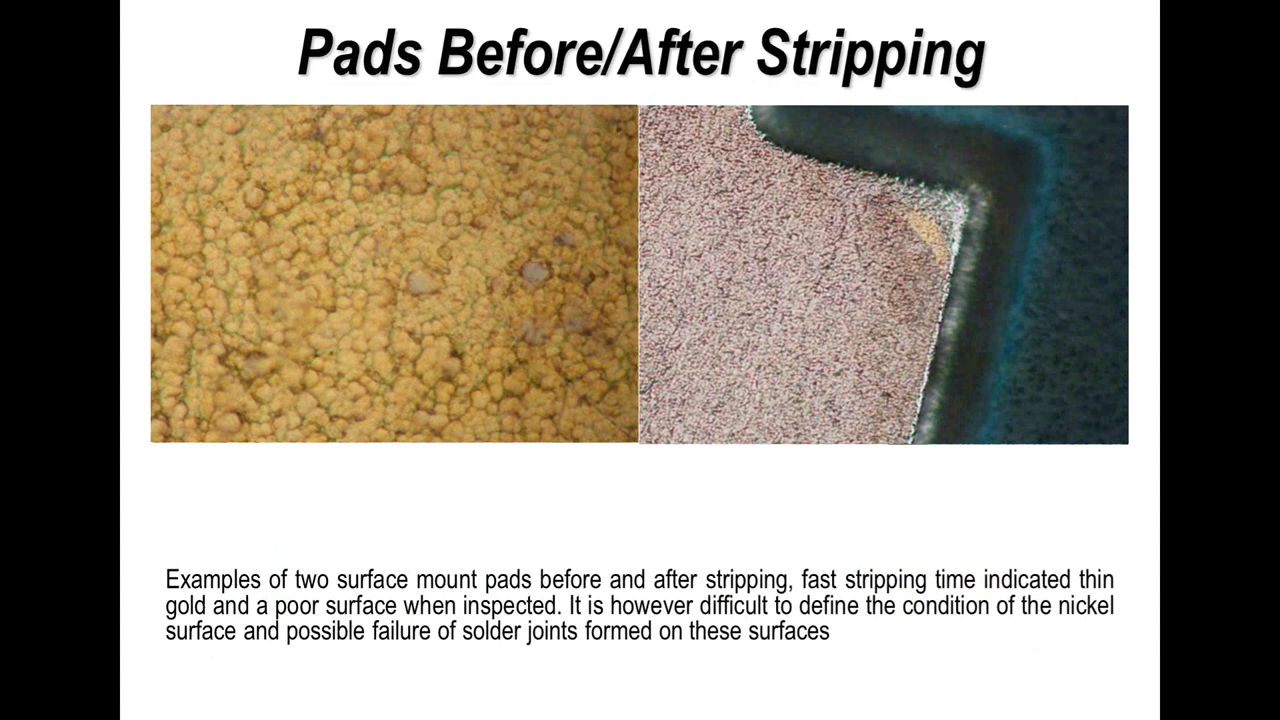 Pads Before/After Stripping
Examples of two surface mount pads before and after stripping, fast stripping time indicated thin
gold and a poor surface when inspected. It is however difficult to define the condition of the nickel
surface and possible failure of solder joints formed on these surfaces